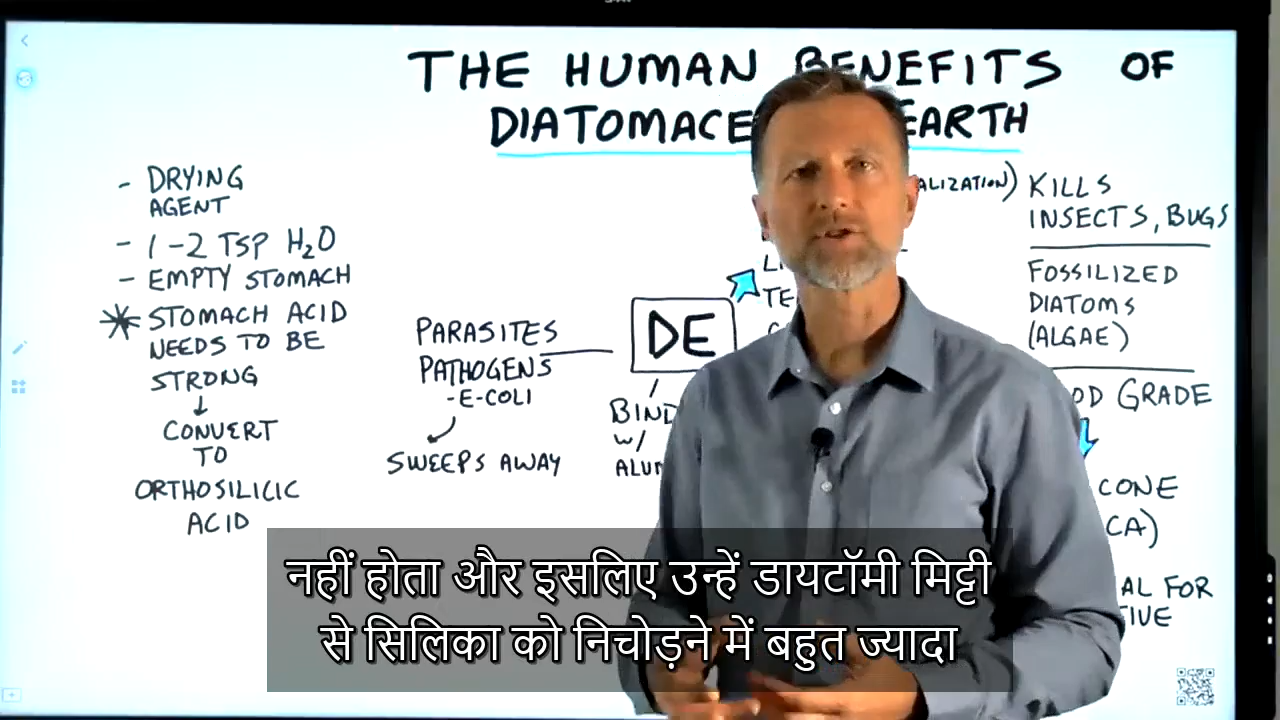 THE HUMAN BENEFITS OF
DIATOMACE EARTH
- DRYING
AGENT
- 1-2 TSP H₂O
- EMPTY STOMACH
* STOMACH ACID
NEEDS TO BE
STRONG
↓
CONVERT
TO
ORTHOSILICIC
ACID
PARASITES
PATHOGENS
-E-COLI
SWEEPS AWAY
DE
BIND
W/
ALUM
ALIZATION)
KILLS
INSECTS, BUGS
FOSSILIZED
DIATOMS
(ALGAE)
OD GRADE
CONE
CA)
AL FOR
TIVE
नहीं होता और इसलिए उन्हें डायटॉमी मिट्टी
से सिलिका को निचोड़ने में बहुत ज्यादा